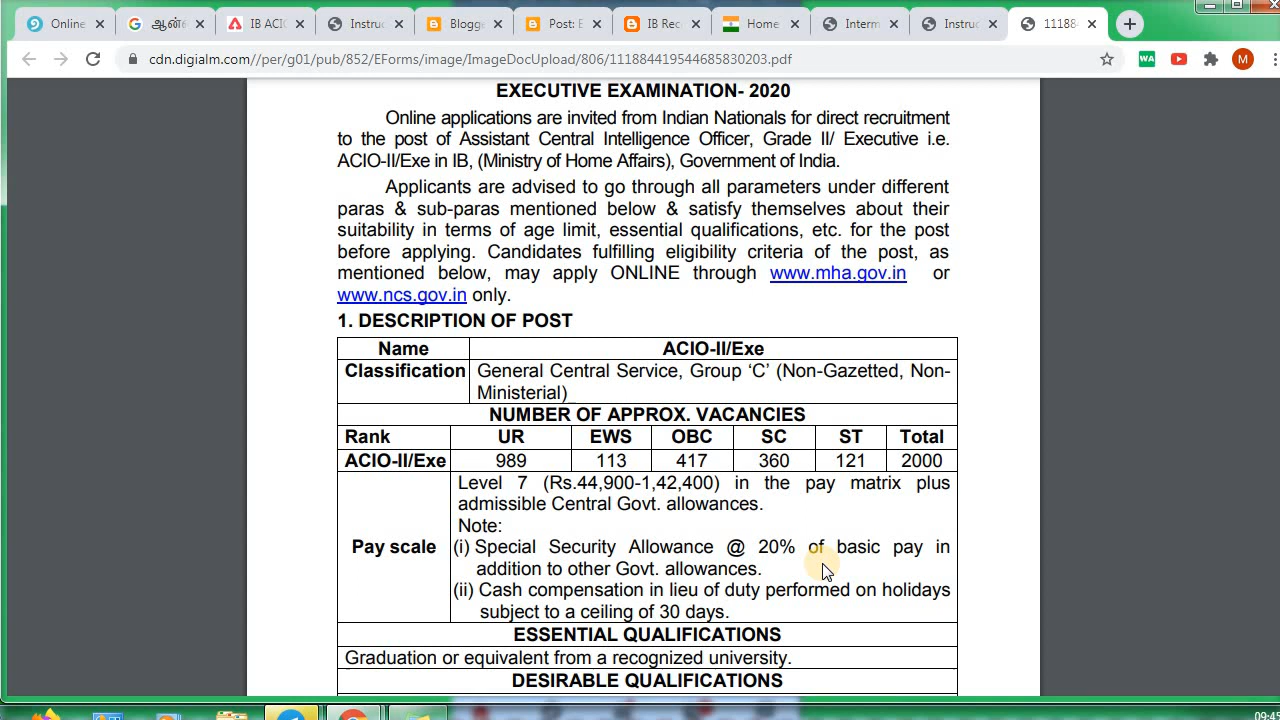 Online
G ஆன்ல
IB ACIO
Instruc
Blogge
Post: E
IB Rec
Home
Interm
Instruc
11188
cdn.digialm.com//per/g01/pub/852/EForms/image/ImageDocUpload/806/111884419544685830203.pdf
WA
M
EXECUTIVE EXAMINATION- 2020
Online applications are invited from Indian Nationals for direct recruitment
to the post of Assistant Central Intelligence Officer, Grade II/ Executive i.e.
ACIO-II/Exe in IB, (Ministry of Home Affairs), Government of India.
Applicants are advised to go through all parameters under different
paras & sub-paras mentioned below & satisfy themselves about their
suitability in terms of age limit, essential qualifications, etc. for the post
before applying. Candidates fulfilling eligibility criteria of the post, as
mentioned below, may apply ONLINE through www.mha.gov.in or
www.ncs.gov.in only.
1. DESCRIPTION OF POST
Name ACIO-II/Exe
Classification General Central Service, Group ‘C’ (Non-Gazetted, Non-
Ministerial)
NUMBER OF APPROX. VACANCIES
Rank UR EWS OBC SC ST Total
ACIO-II/Exe 989 113 417 360 121 2000
Level 7 (Rs.44,900-1,42,400) in the pay matrix plus
admissible Central Govt. allowances.
Note:
Pay scale (i) Special Security Allowance @ 20% of basic pay in
addition to other Govt. allowances.
(ii) Cash compensation in lieu of duty performed on holidays
subject to a ceiling of 30 days.
ESSENTIAL QUALIFICATIONS
Graduation or equivalent from a recognized university.
DESIRABLE QUALIFICATIONS
09:45